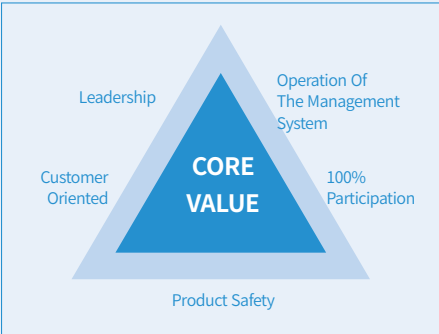 Leadership
Operation Of
The Management
System
Customer
Oriented
CORE
VALUE
100%
Participation
Product Safety